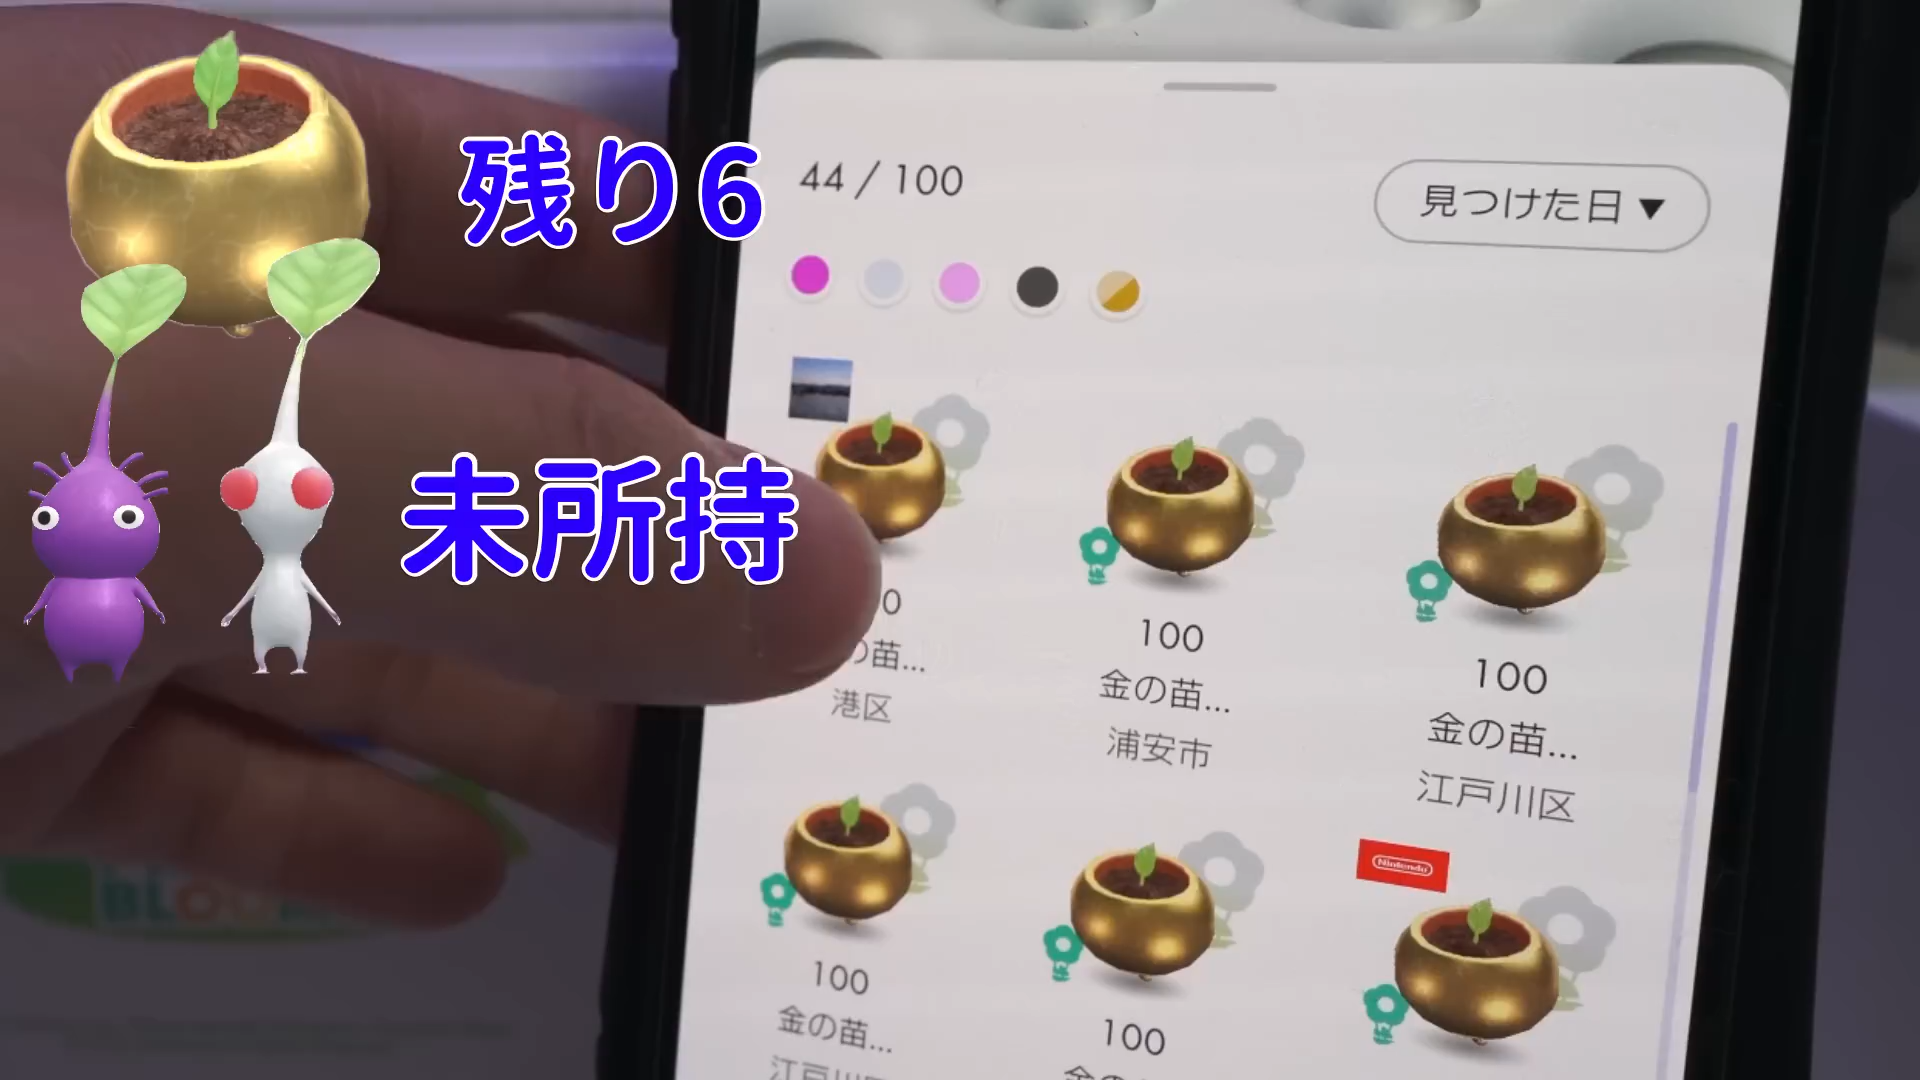 残り6
44 / 100
見つけた日▼
未所持
の苗...
港区
100
金の苗...
浦安市
100
金の苗...
江戸川区
Nintendo
100
金の苗...
100